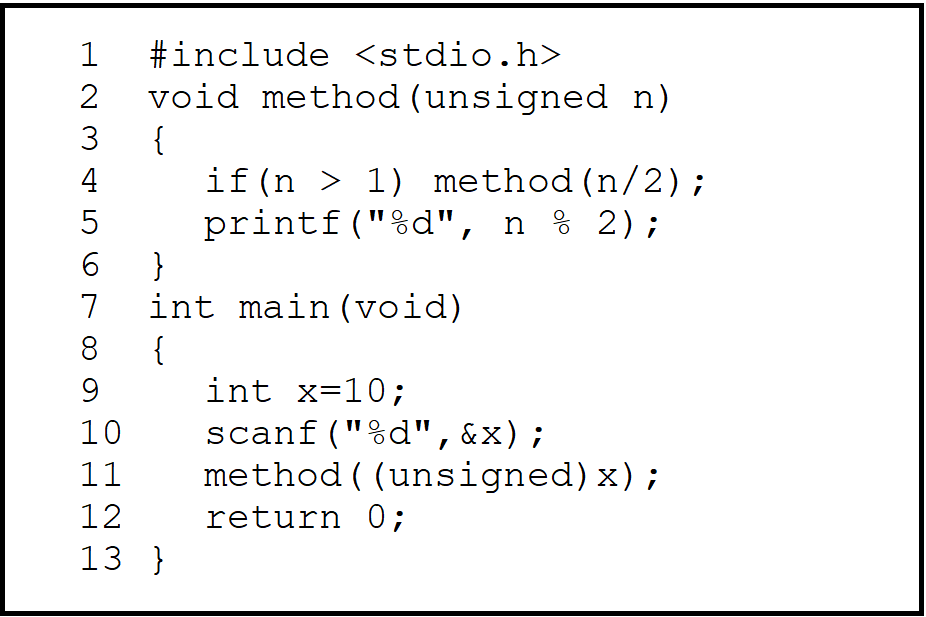 1 #include <stdio.h>
2 void method(unsigned n)
3 {
4 if(n > 1) method(n/2);
5 printf("%d", n % 2);
6 }
7 int main(void)
8 {
9 int x=10;
10 scanf("%d",&x);
11 method((unsigned)x);
12 return 0;
13 }